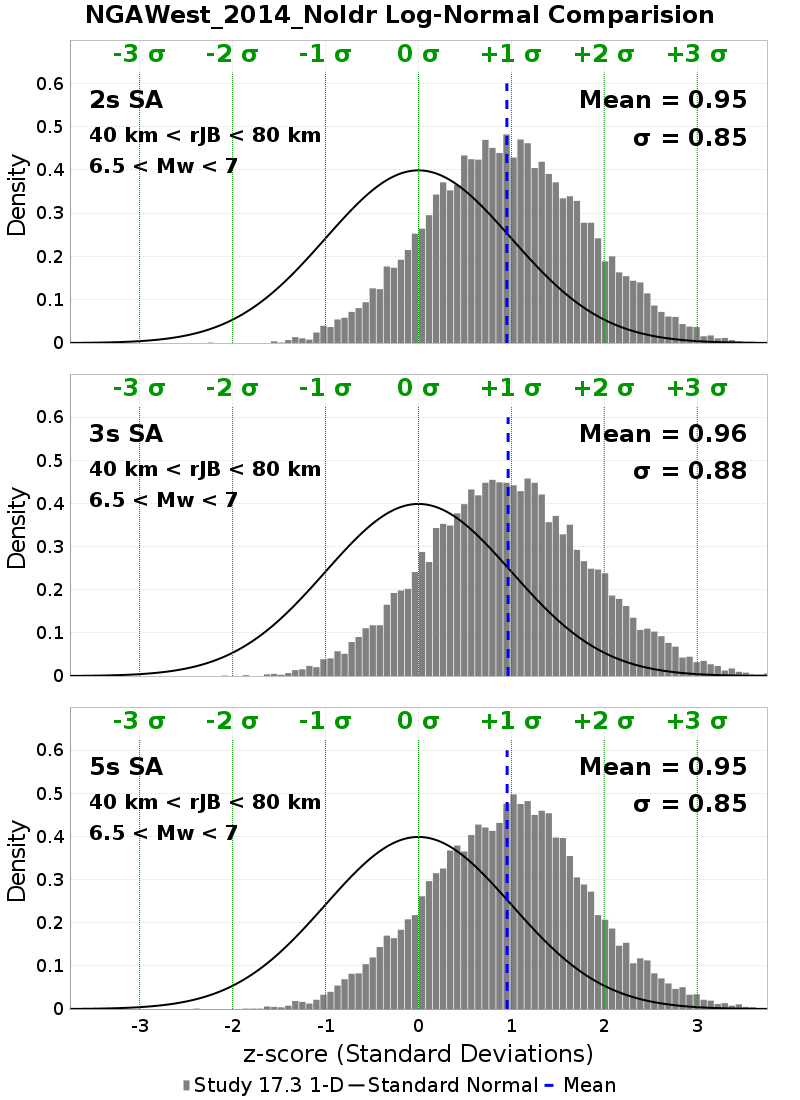 NGAWest_2014_NoIdr Log-Normal Comparision
-3 σ -2 σ -1 σ 0 σ +1 σ +2 σ +3 σ
0.6
2s SA
Mean = 0.95
0.5
40 km < rJB < 80 km
σ = 0.85
6.5 < Mw < 7
0.4
Density
0.3
0.2
0.1
0
-3 σ -2 σ -1 σ 0 σ +1 σ +2 σ +3 σ
0.6
3s SA
Mean = 0.96
0.5
40 km < rJB < 80 km
σ = 0.88
6.5 < Mw < 7
0.4
Density
0.3
0.2
0.1
0
-3 σ -2 σ -1 σ 0 σ +1 σ +2 σ +3 σ
0.6
5s SA
Mean = 0.95
0.5
40 km < rJB < 80 km
σ = 0.85
6.5 < Mw < 7
0.4
Density
0.3
0.2
0.1
0
-3 -2 -1 0 1 2 3
z-score (Standard Deviations)
Study 17.3 1-D Standard Normal Mean